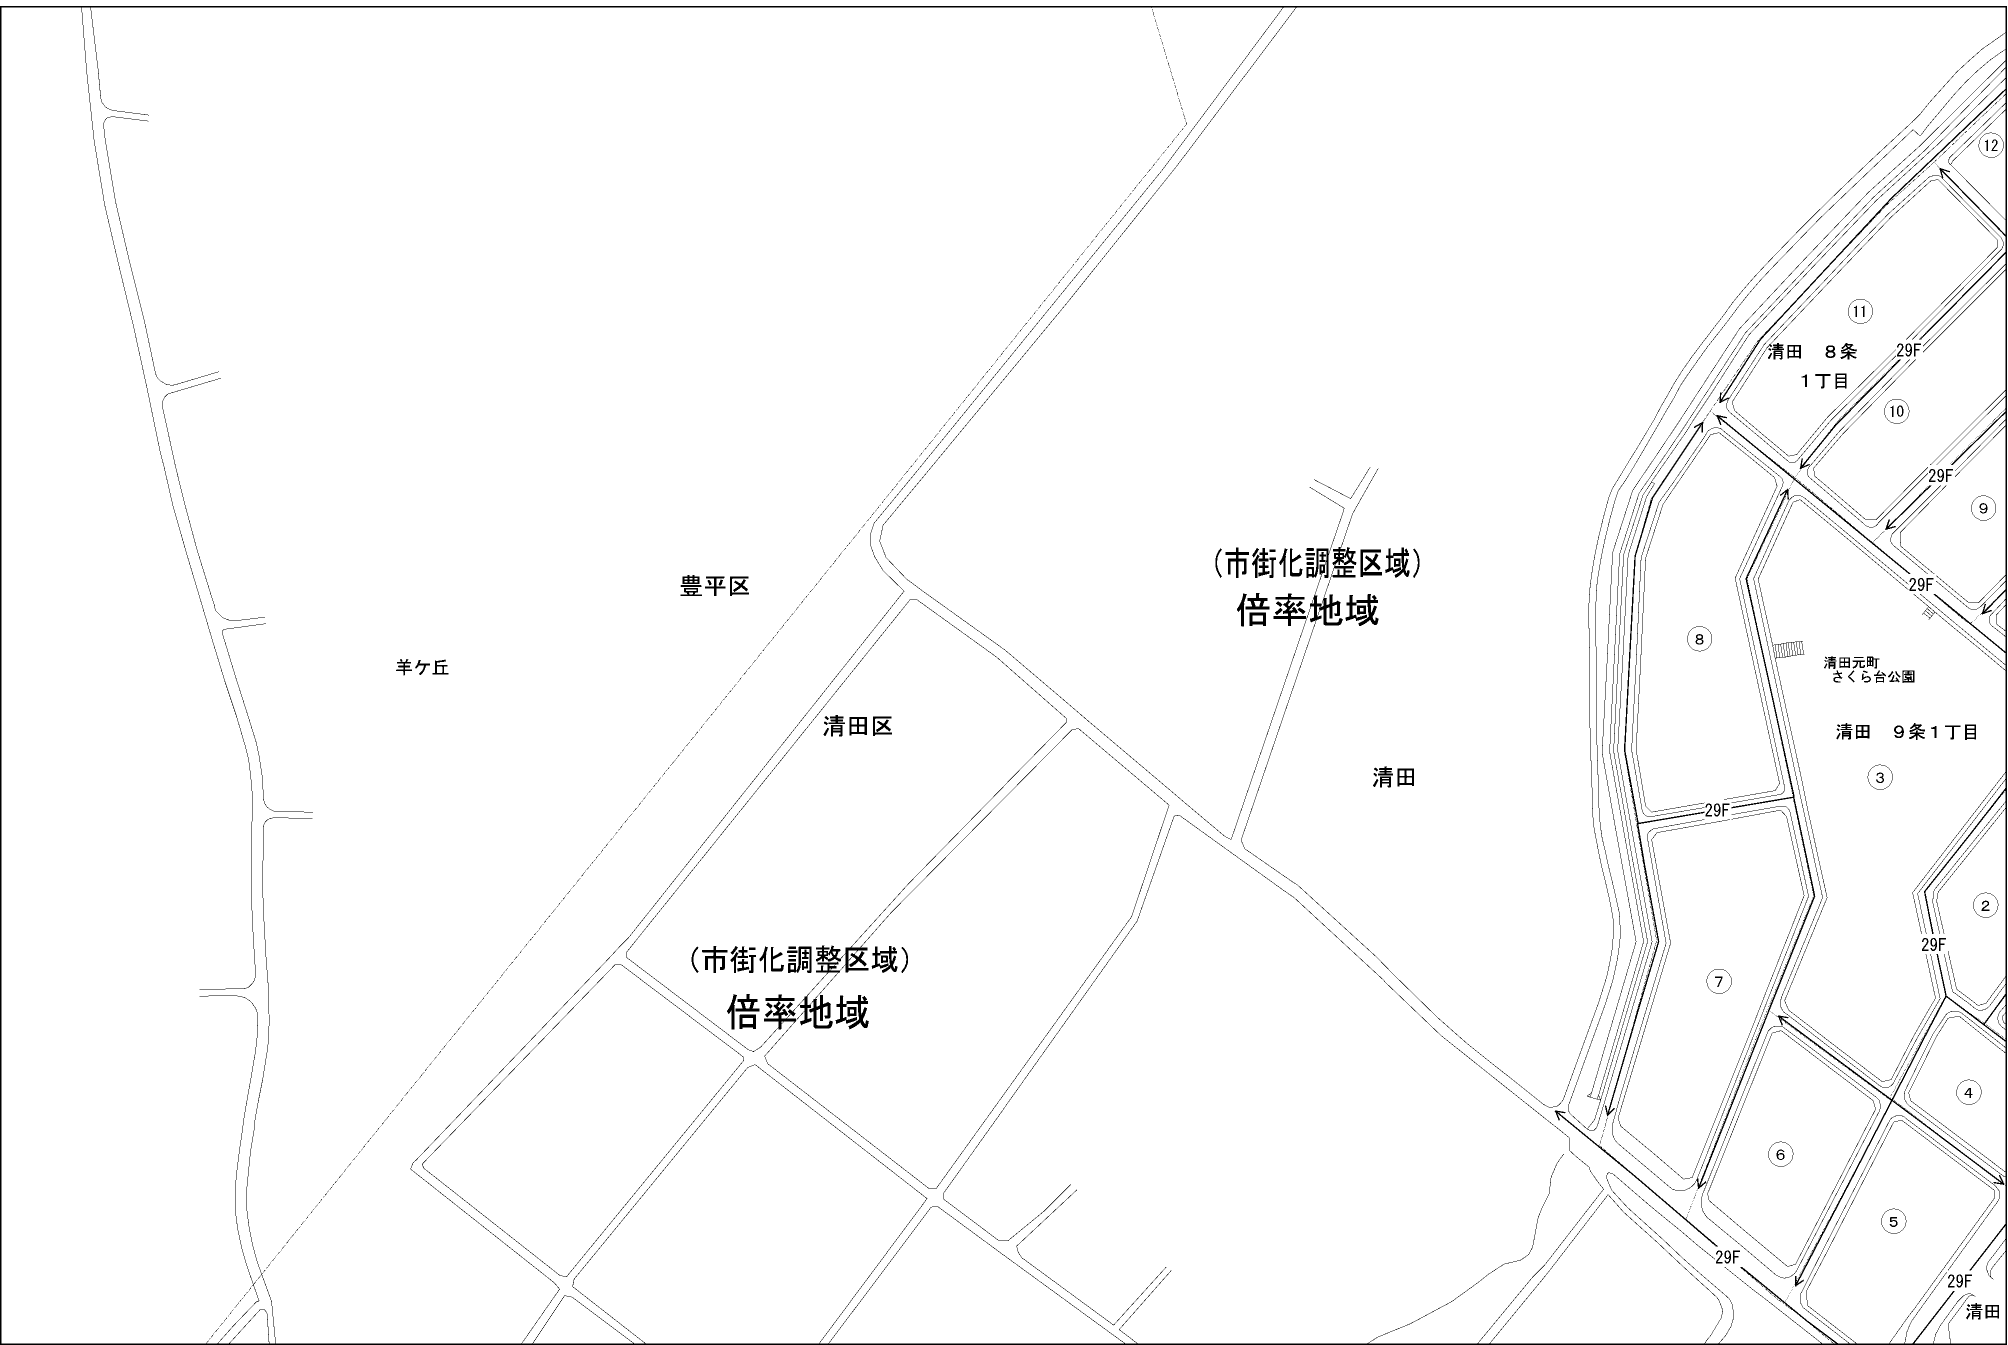 12
11
清田　８条
１丁目
29F
10
29F
9
（市街化調整区域）
倍率地域
豊平区
29F
8
羊ケ丘
清田元町
さくら台公園
清田区
清田　９条１丁目
清田
3
29F
2
29F
（市街化調整区域）
倍率地域
7
4
6
5
29F
29F
清田